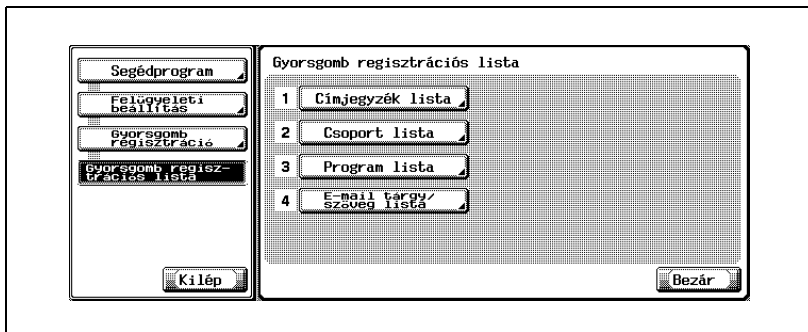 Segédprogram
Felügyeleti
beállítás
Gyorsgomb
regisztráció
Gyorsgomb regisz-
trációs lista
Kilép
Gyorsgomb regisztrációs lista
1 Címjegyzék lista
2 Csoport lista
3 Program lista
4 E-mail tárgy/
szöveg lista
Bezár